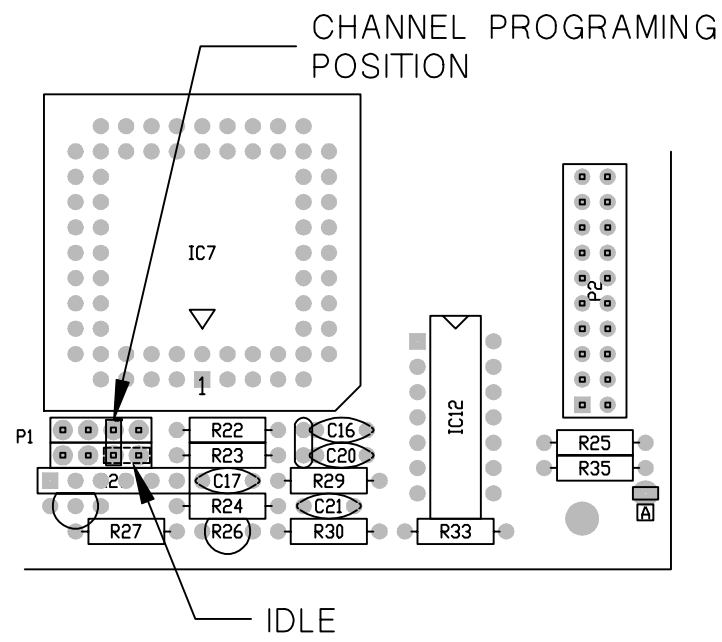 CHANNEL PROGRAMING
POSITION
IC7
P2
1
IC12
P1
R22
C16
R23
C20
R25
R35
C17
R29
R24
C21
A
R27
R26
R30
R33
IDLE